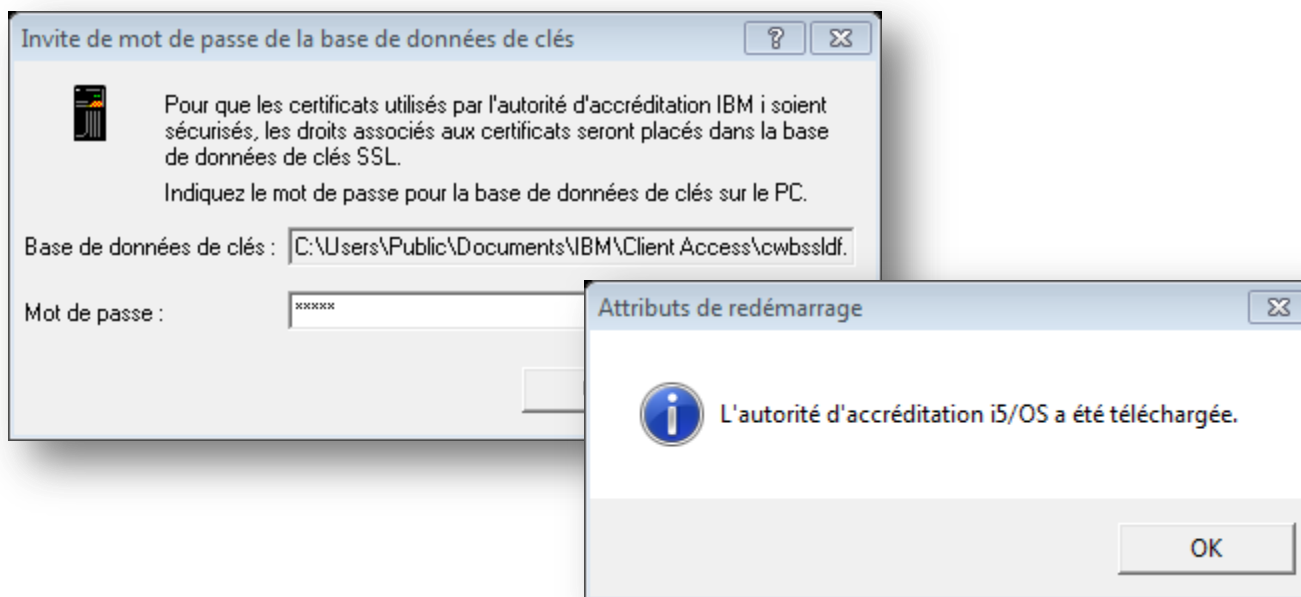 Invite de mot de passe de la base de données de clés
Pour que les certificats utilisés par l'autorité d'accréditation IBM i soient
sécurisés, les droits associés aux certificats seront placés dans la base
de données de clés SSL.
Indiquez le mot de passe pour la base de données de clés sur le PC.
Base de données de clés : C:\Users\Public\Documents\IBM\Client Access\cwbssldf.
Mot de passe : *****
Attributs de redémarrage
L'autorité d'accréditation i5/OS a été téléchargée.
OK